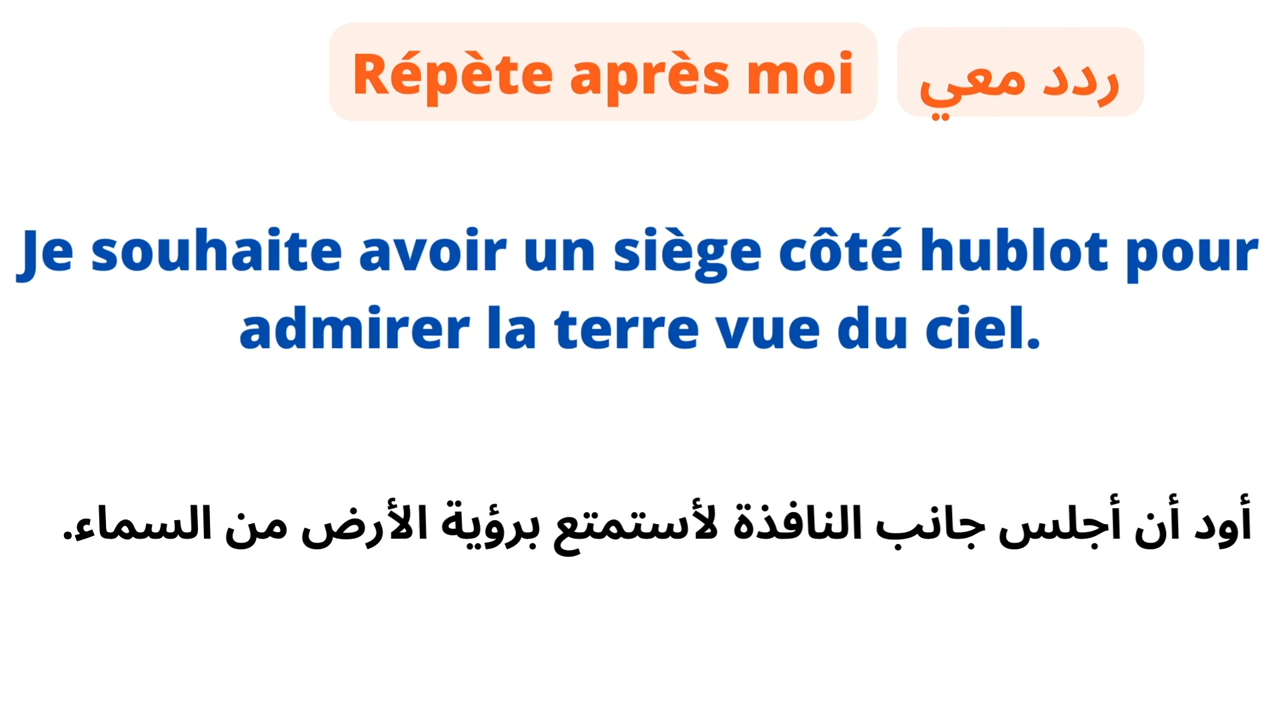 Répète après moi
ردد معي
Je souhaite avoir un siège côté hublot pour
admirer la terre vue du ciel.
أود أن أجلس جانب النافذة لأستمتع برؤية الأرض من السماء.